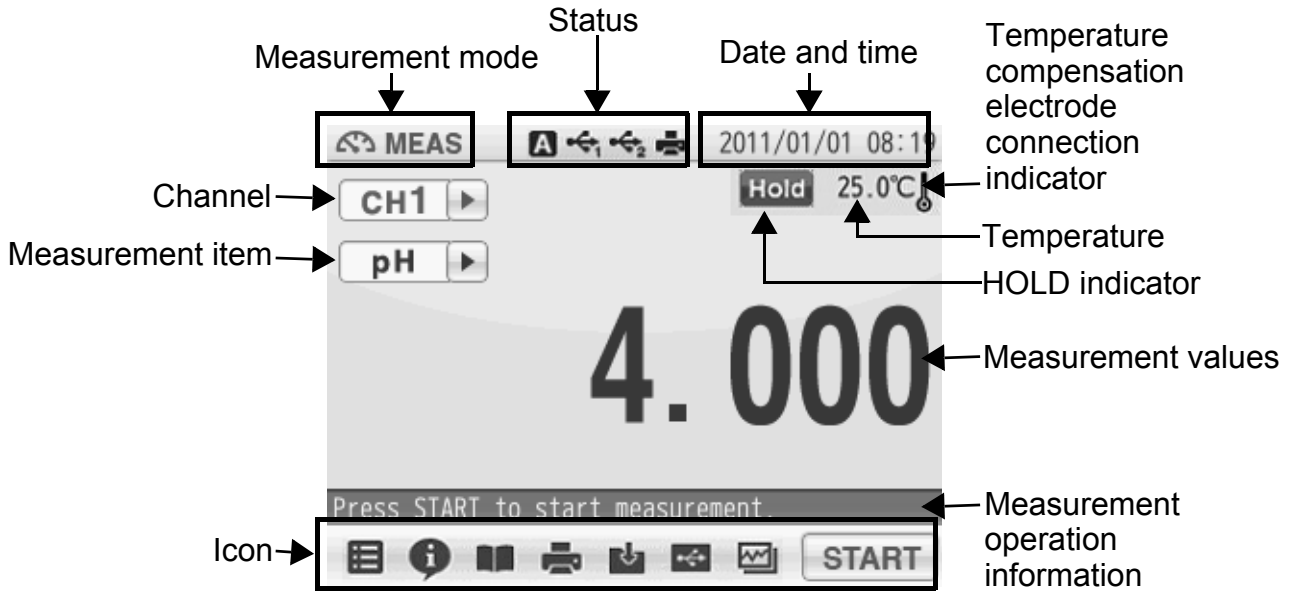 Status
Measurement mode
Date and time
Temperature
compensation
electrode
connection
indicator
MEAS
A 1 2
2011/01/01 08:19
Channel
CH1
Hold
25.0℃
Measurement item
pH
Temperature
HOLD indicator
4.000
Measurement values
Press START to start measurement.
Measurement
operation
information
Icon
i
START